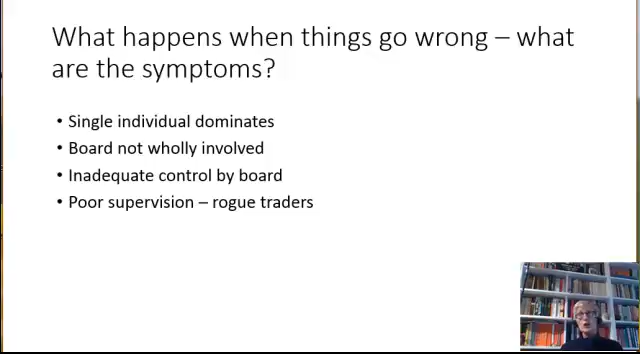 What happens when things go wrong – what
are the symptoms?
• Single individual dominates
• Board not wholly involved
• Inadequate control by board
• Poor supervision – rogue traders